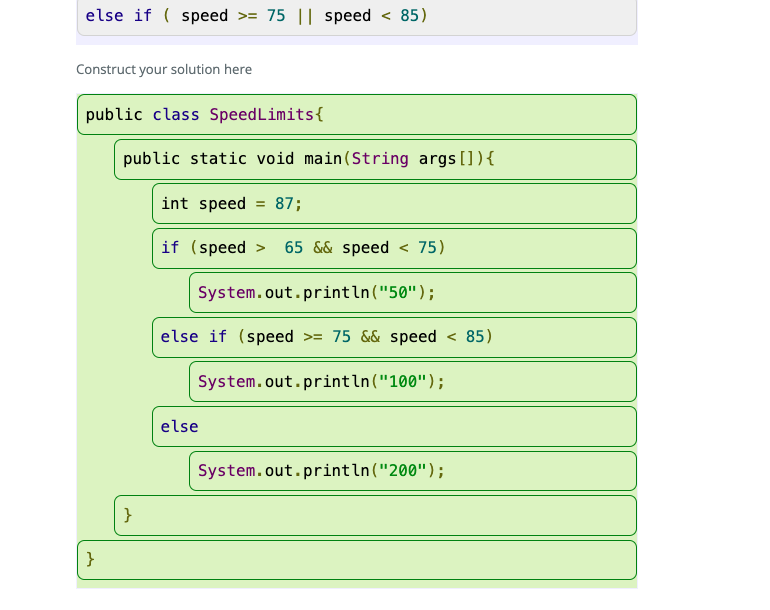 else if ( speed >= 75 || speed < 85)
Construct your solution here
public class SpeedLimits{
public static void main(String args[]){
int speed = 87;
if (speed >  65 && speed < 75)
System.out.println("50");
else if (speed >= 75 && speed < 85)
System.out.println("100");
else
System.out.println("200");
}
}